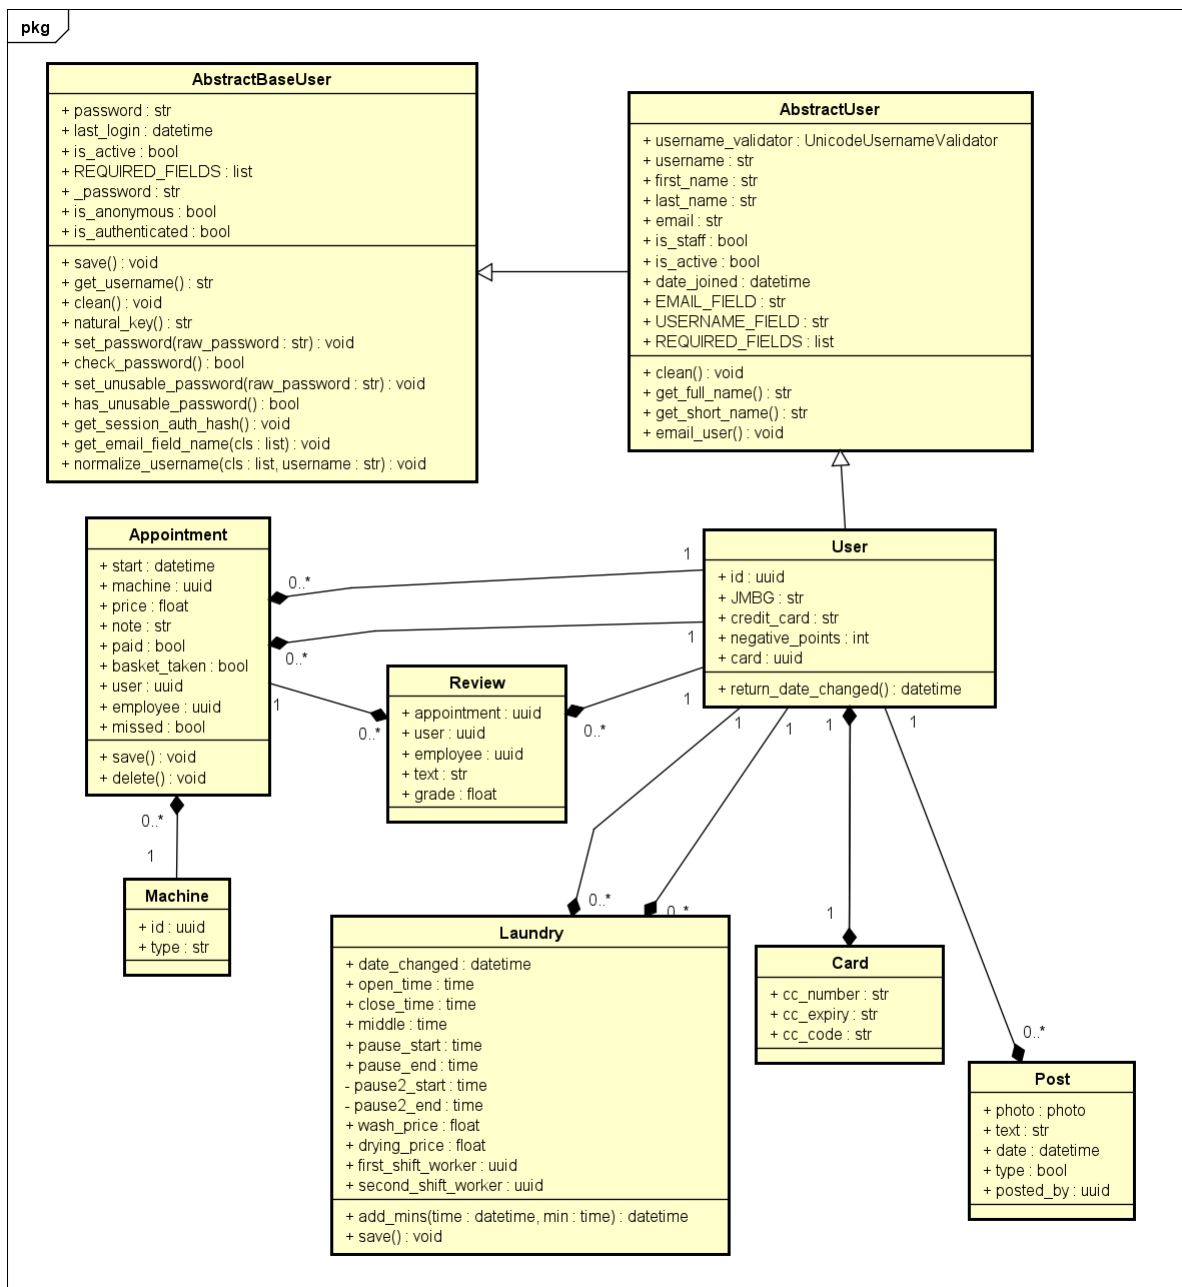 pkg
AbstractBaseUser
+ password : str
+ last_login : datetime
+ is_active : bool
+ REQUIRED_FIELDS : list
+ _password : str
+ is_anonymous : bool
+ is_authenticated : bool
+ save() : void
+ get_username() : str
+ clean() : void
+ natural_key() : str
+ set_password(raw_password : str) : void
+ check_password() : bool
+ set_unusable_password(raw_password : str) : void
+ has_unusable_password() : bool
+ get_session_auth_hash() : void
+ get_email_field_name(cls : list) : void
+ normalize_username(cls : list, username : str) : void
AbstractUser
+ username_validator : UnicodeUsernameValidator
+ username : str
+ first_name : str
+ last_name : str
+ email : str
+ is_staff : bool
+ is_active : bool
+ date_joined : datetime
+ EMAIL_FIELD : str
+ USERNAME_FIELD : str
+ REQUIRED_FIELDS : list
+ clean() : void
+ get_full_name() : str
+ get_short_name() : str
+ email_user() : void
Appointment
+ start : datetime
+ machine : uuid
+ price : float
+ note : str
+ paid : bool
+ basket_taken : bool
+ user : uuid
+ employee : uuid
+ missed : bool
+ save() : void
+ delete() : void
0..*
1
0..*
1
User
+ id : uuid
+ JMBG : str
+ credit_card : str
+ negative_points : int
+ card : uuid
+ return_date_changed() : datetime
Review
+ appointment : uuid
+ user : uuid
+ employee : uuid
+ text : str
+ grade : float
1
0..*
1
0..*
0..*
1
Machine
+ id : uuid
+ type : str
1
1
1
1
0..*
0..*
Laundry
+ date_changed : datetime
+ open_time : time
+ close_time : time
+ middle : time
+ pause_start : time
+ pause_end : time
- pause2_start : time
- pause2_end : time
+ wash_price : float
+ drying_price : float
+ first_shift_worker : uuid
+ second_shift_worker : uuid
+ add_mins(time : datetime, min : time) : datetime
+ save() : void
1
Card
+ cc_number : str
+ cc_expiry : str
+ cc_code : str
0..*
Post
+ photo : photo
+ text : str
+ date : datetime
+ type : bool
+ posted_by : uuid